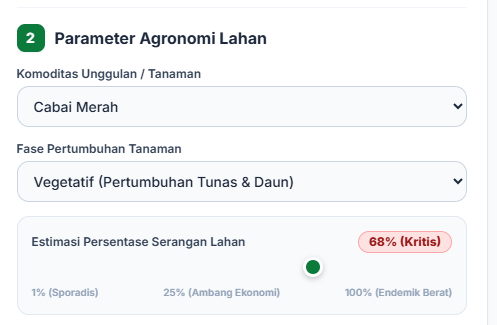 2 Parameter Agronomi Lahan
Komoditas Unggulan / Tanaman
Cabai Merah
Fase Pertumbuhan Tanaman
Vegetatif (Pertumbuhan Tunas & Daun)
Estimasi Persentase Serangan Lahan 68% (Kritis)
1% (Sporadis) 25% (Ambang Ekonomi) 100% (Endemik Berat)